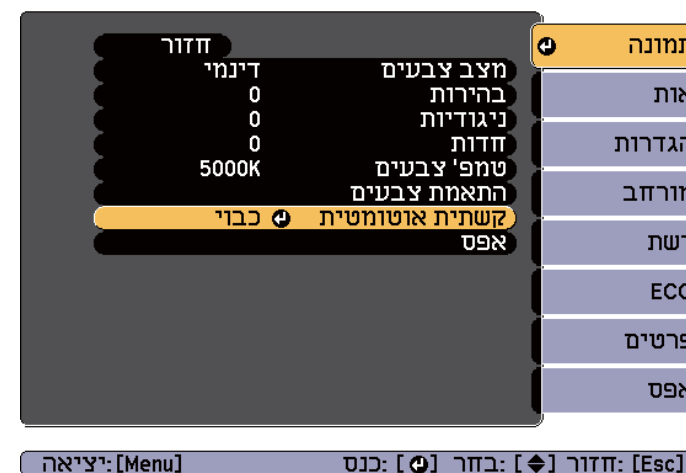 חזור
מצב צבעים דינמי
בהירות 0
ניגודיות 0
חדות 0
טמפ' צבעים 5000K
התאמת צבעים
קשתית אוטומטית כבוי
אפס
תמונה
אות
הגדרות
מורחב
רשת
ECO
פרטים
אפס
[Esc] :חזור [◆] :בחר [⏎] :כנס [Menu] :יציאה